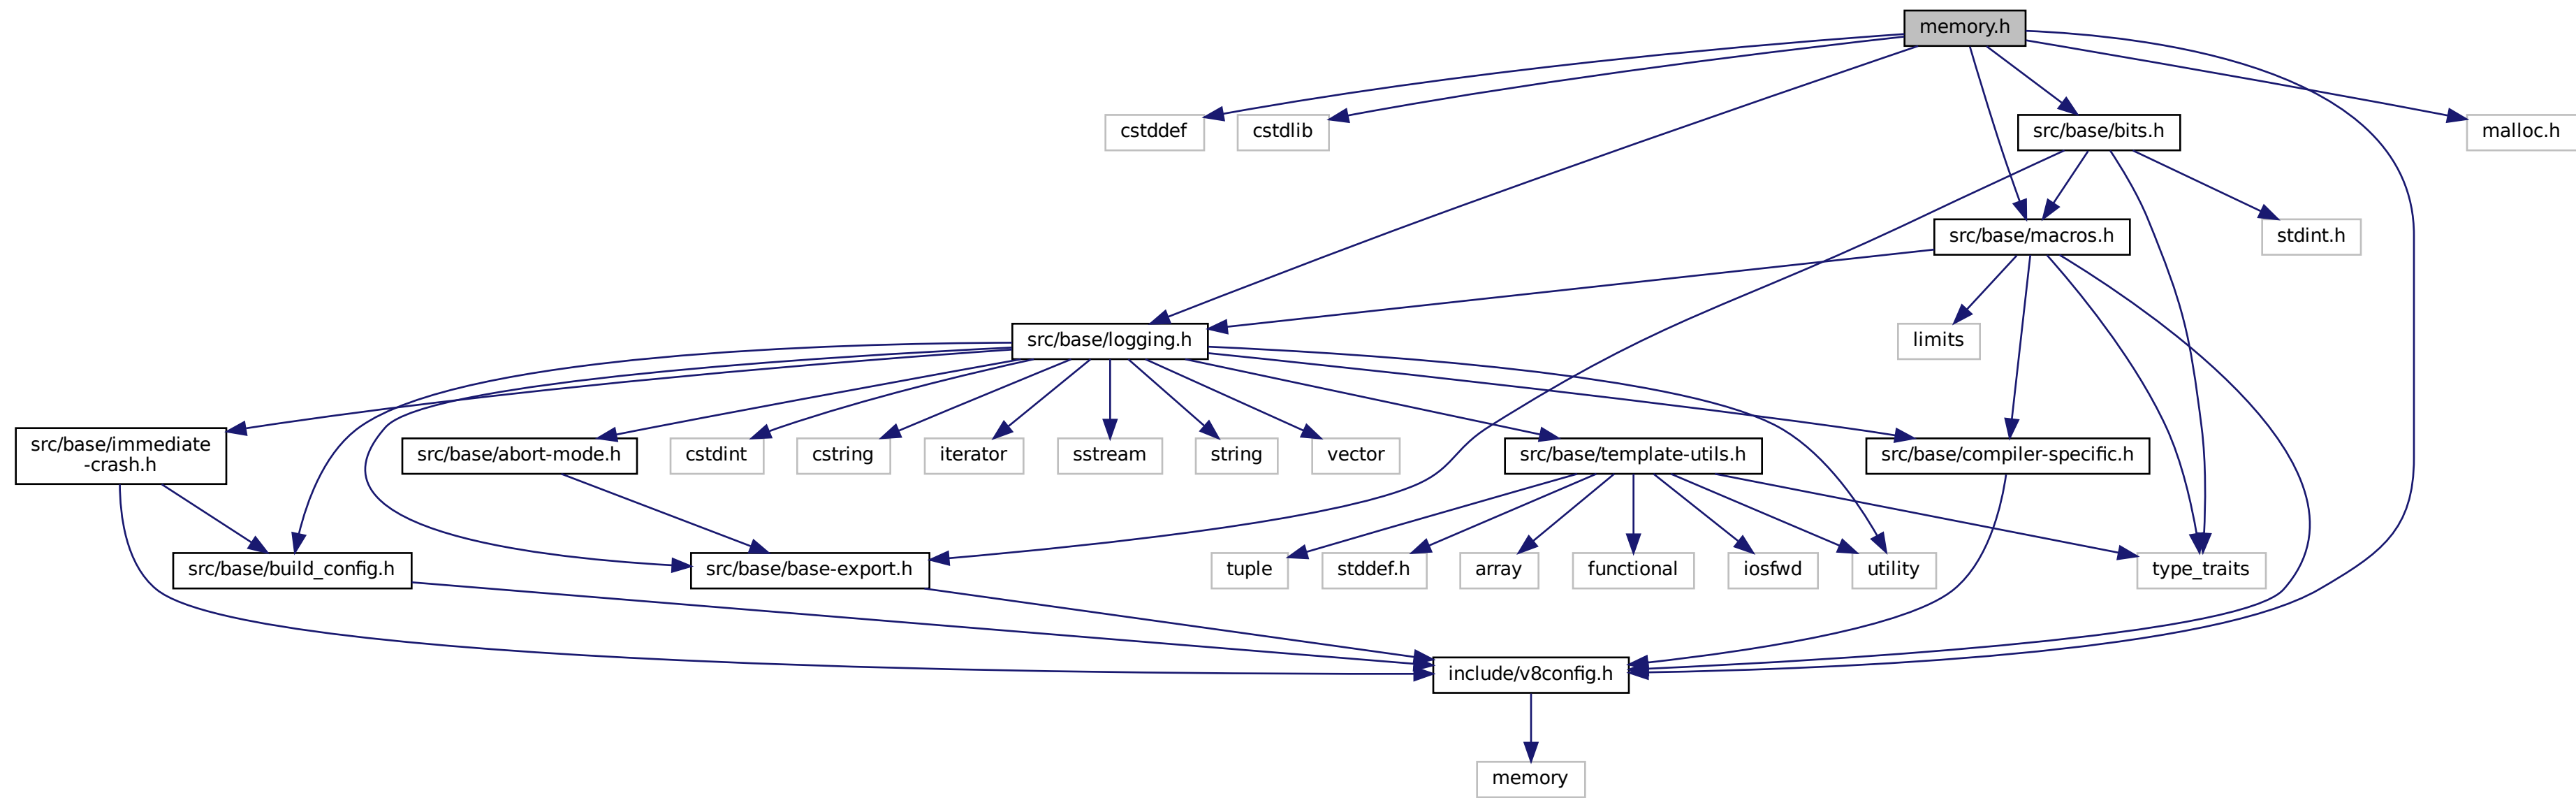 memory.h
cstddef
cstdlib
src/base/bits.h
malloc.h
src/base/macros.h
stdint.h
src/base/logging.h
limits
src/base/immediate
-crash.h
src/base/abort-mode.h
cstdint
cstring
iterator
sstream
string
vector
src/base/template-utils.h
src/base/compiler-specific.h
src/base/build_config.h
src/base/base-export.h
tuple
stddef.h
array
functional
iosfwd
utility
type_traits
include/v8config.h
memory